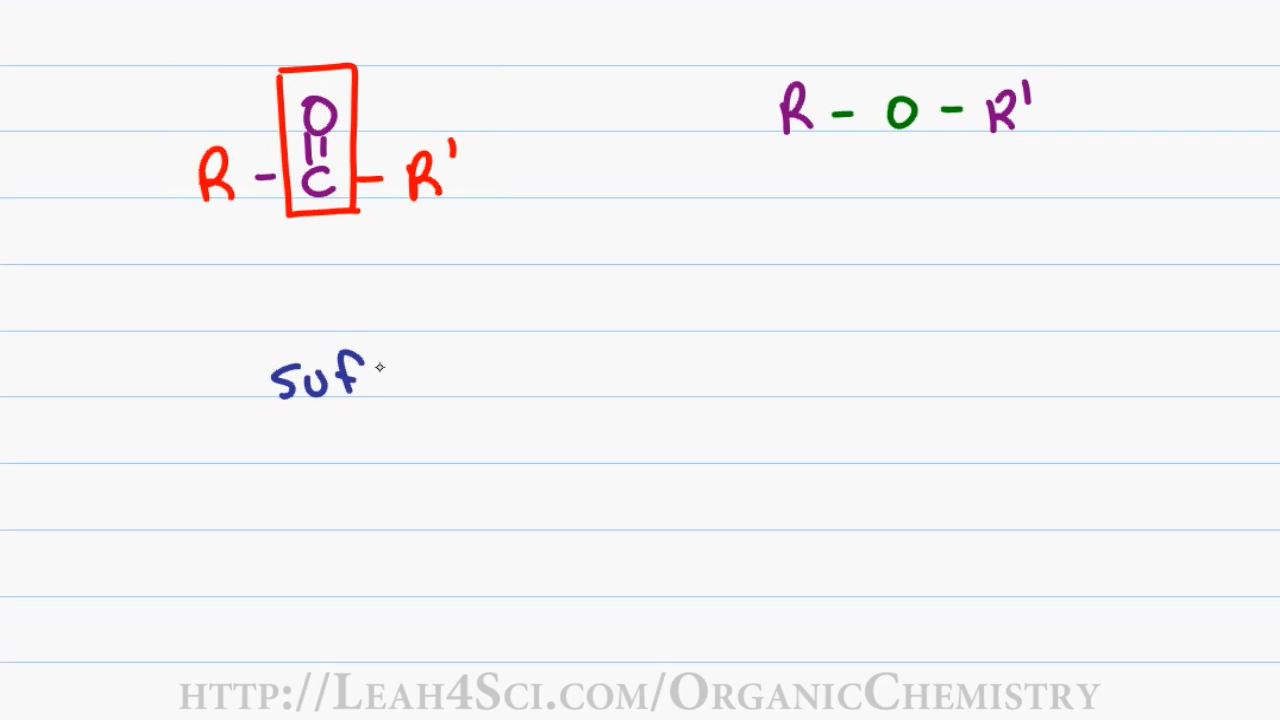 O
||
R - C - R'
R - O - R'
suf
HTTP://LEAH4SCI.COM/ORGANICCHEMISTRY